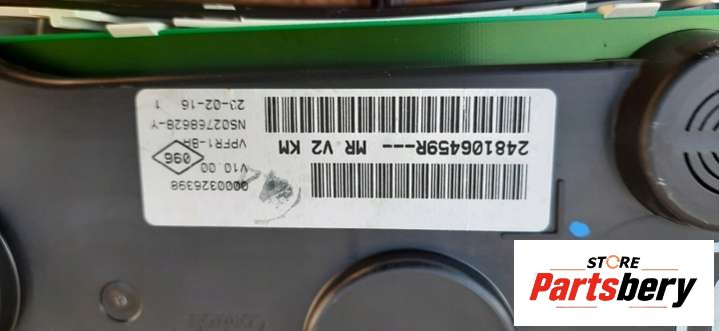 0000326398
V10.00
096
248106459R--- MR V2 KM
VPFR1-BH
NS02768628-Y
23-02-16 1
STORE
Partsbery